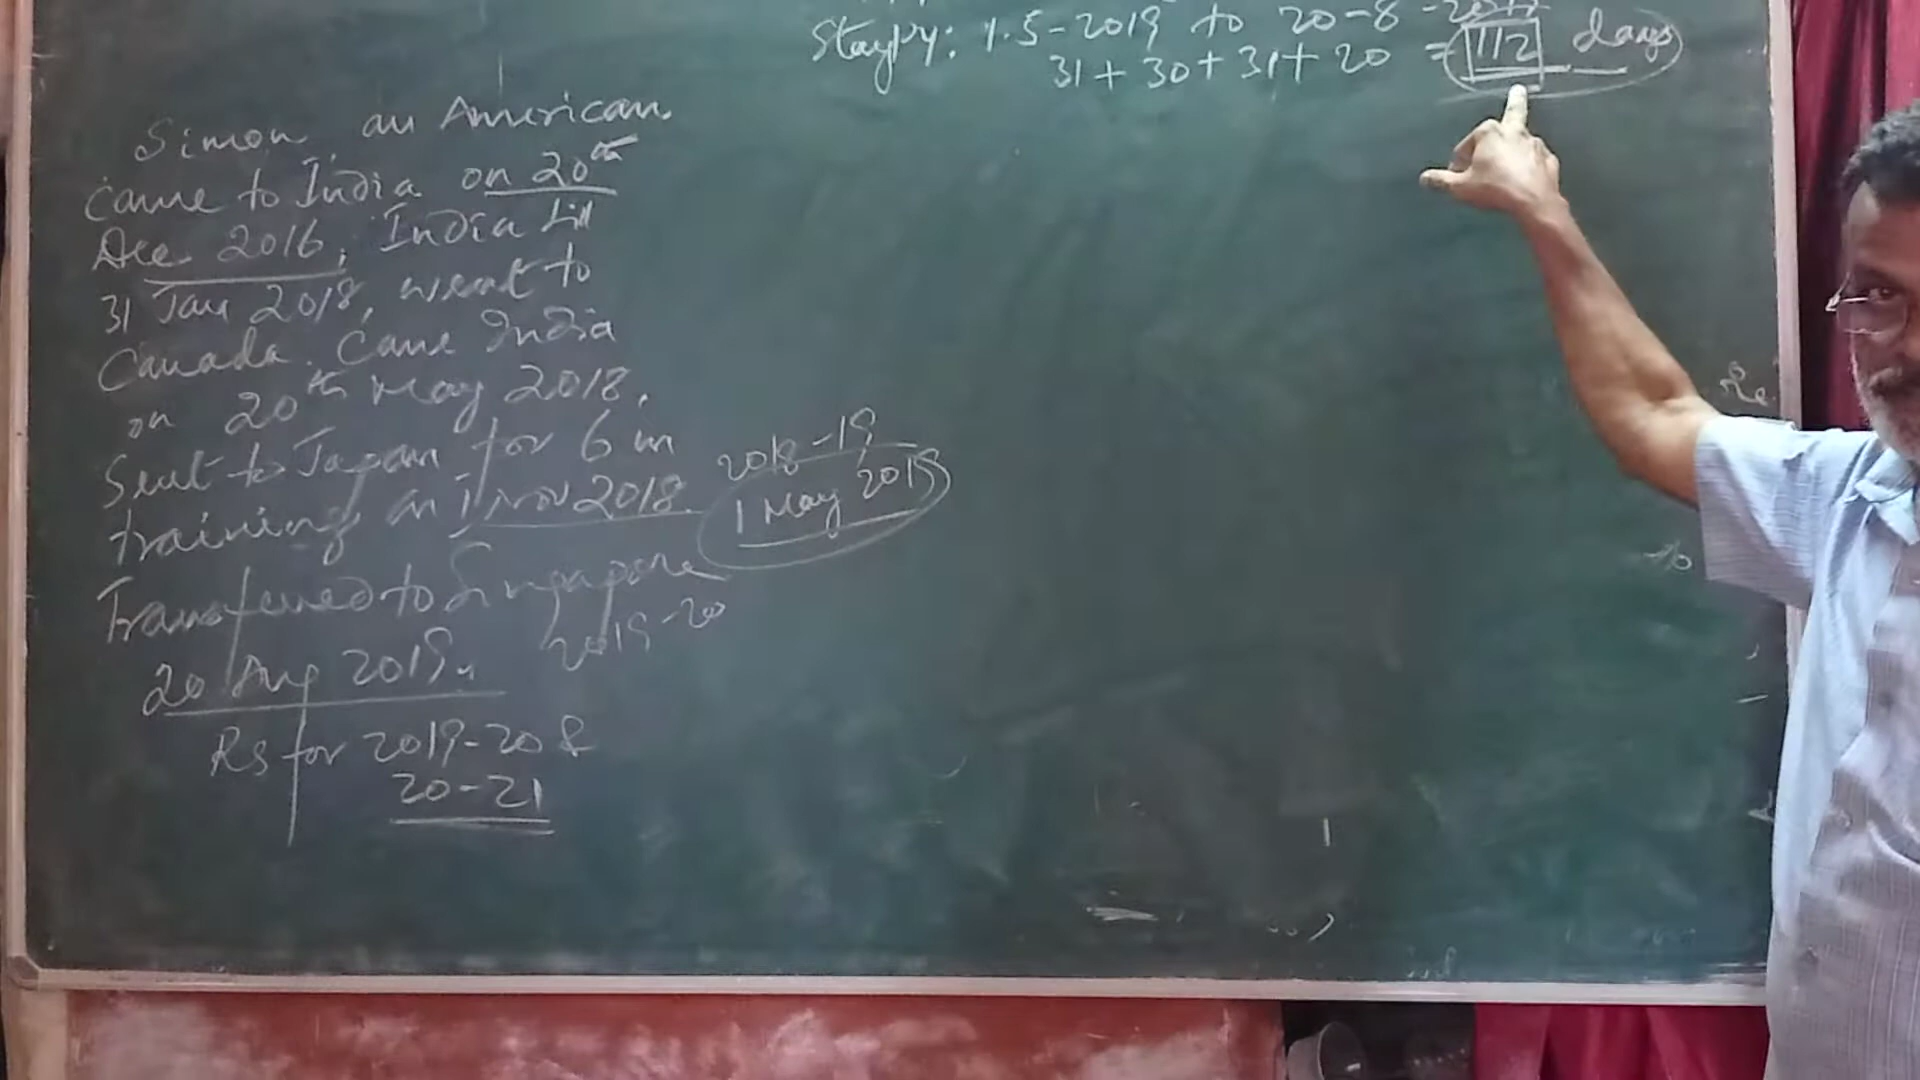 Stay PY: 1-5-2019 to 20-8-2019
31 + 30 + 31 + 20 = 112 days
Simon an American
came to India on 20th
Dec 2016, India till
31 Jan 2018, went to
Canada. Came India
on 20th May 2018.
Sent to Japan for 6 m
training on 1 Nov 2018.
2018-19
1 May 2019
Transferred to Singapore
20 Aug 2019.
2019-20
RS for 2019-20 &
20-21